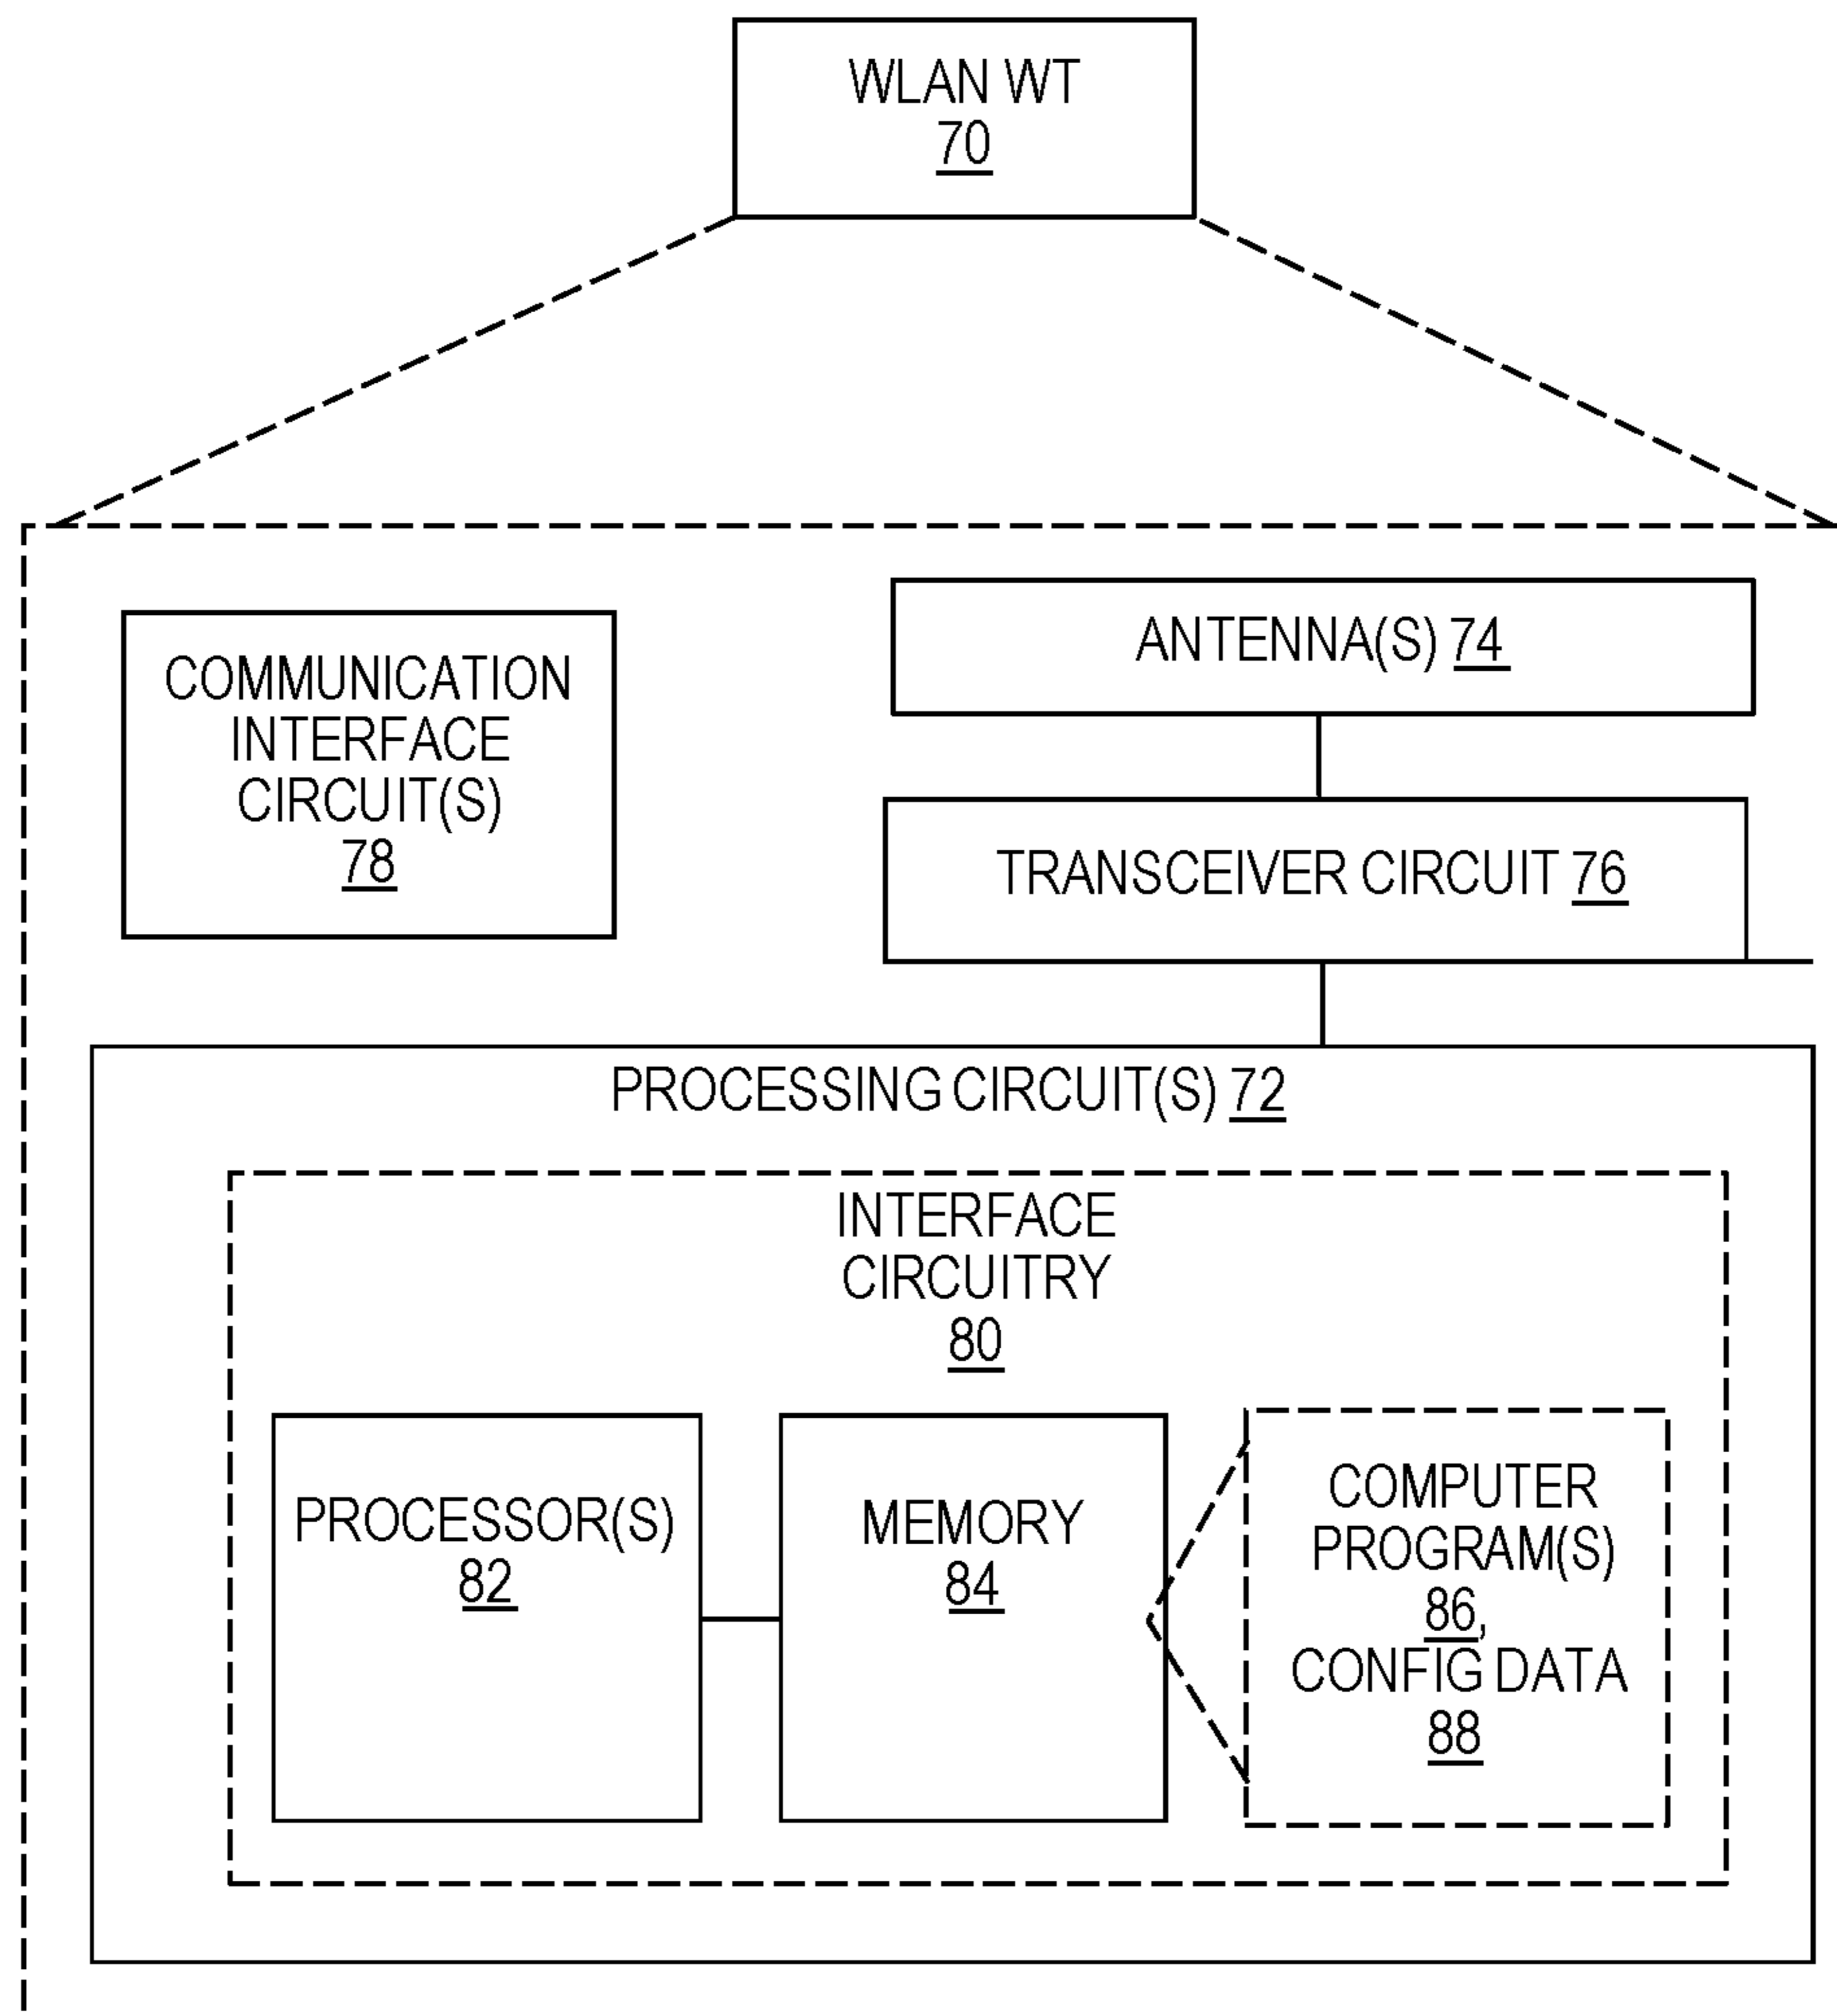 WLAN WT
70
COMMUNICATION
INTERFACE
CIRCUIT(S)
78
ANTENNA(S) 74
TRANSCEIVER CIRCUIT 76
PROCESSING CIRCUIT(S) 72
INTERFACE
CIRCUITRY
80
PROCESSOR(S)
82
MEMORY
84
COMPUTER
PROGRAM(S)
86,
CONFIG DATA
88